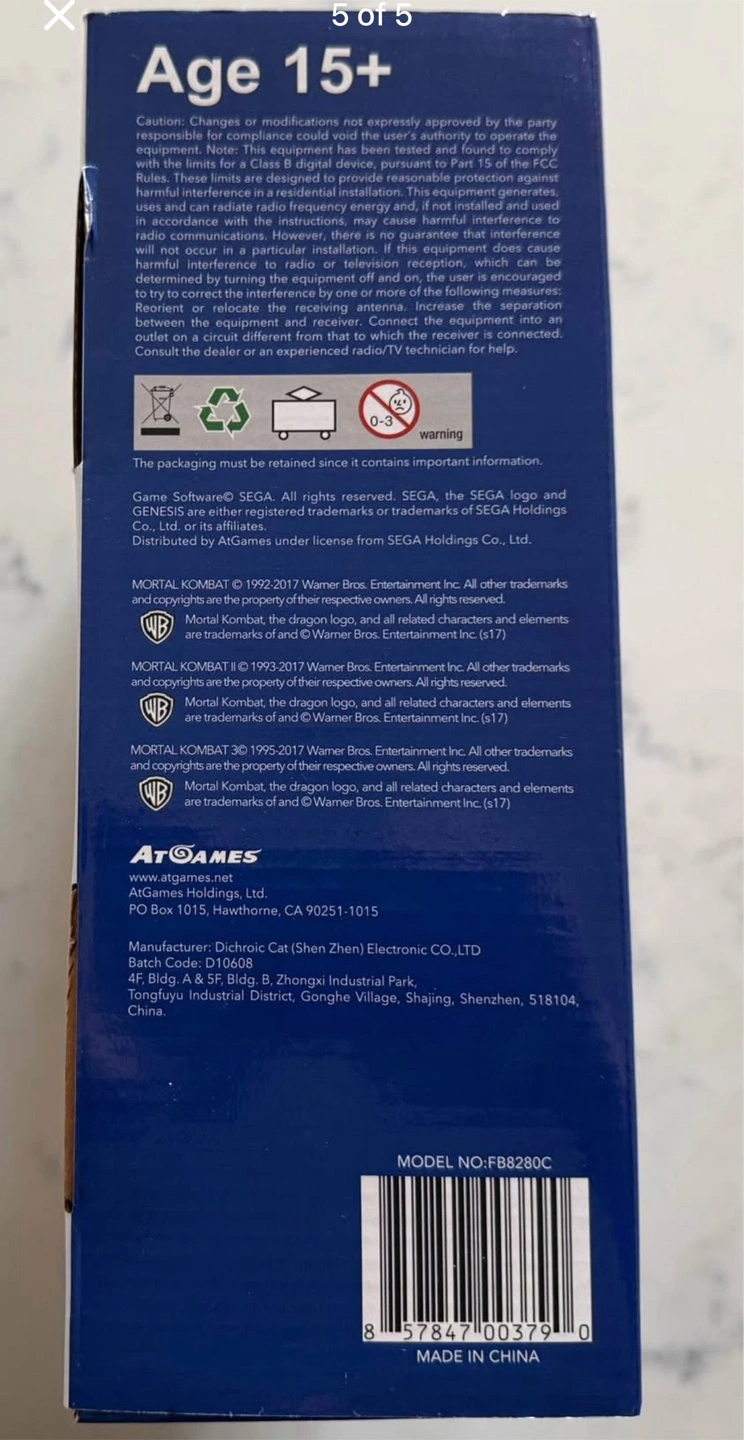 5 of 5
Age 15+
Caution: Changes or modifications not expressly approved by the party
responsible for compliance could void the user's authority to operate the
equipment. Note: This equipment has been tested and found to comply
with the limits for a Class B digital device, pursuant to Part 15 of the FCC
Rules. These limits are designed to provide reasonable protection against
harmful interference in a residential installation. This equipment generates,
uses and can radiate radio frequency energy and, if not installed and used
in accordance with the instructions, may cause harmful interference to
radio communications. However, there is no guarantee that interference
will not occur in a particular installation. If this equipment does cause
harmful interference to radio or television reception, which can be
determined by turning the equipment off and on, the user is encouraged
to try to correct the interference by one or more of the following measures:
Reorient or relocate the receiving antenna. Increase the separation
between the equipment and receiver. Connect the equipment into an
outlet on a circuit different from that to which the receiver is connected.
Consult the dealer or an experienced radio/TV technician for help.
0-3
warning
The packaging must be retained since it contains important information.
Game Software© SEGA. All rights reserved. SEGA, the SEGA logo and
GENESIS are either registered trademarks or trademarks of SEGA Holdings
Co., Ltd. or its affiliates.
Distributed by AtGames under license from SEGA Holdings Co., Ltd.
MORTAL KOMBAT © 1992-2017 Warner Bros. Entertainment Inc. All other trademarks
and copyrights are the property of their respective owners. All rights reserved.
WB
Mortal Kombat, the dragon logo, and all related characters and elements
are trademarks of and © Warner Bros. Entertainment Inc. (s17)
MORTAL KOMBAT II © 1993-2017 Warner Bros. Entertainment Inc. All other trademarks
and copyrights are the property of their respective owners. All rights reserved.
WB
Mortal Kombat, the dragon logo, and all related characters and elements
are trademarks of and © Warner Bros. Entertainment Inc. (s17)
MORTAL KOMBAT 3© 1995-2017 Warner Bros. Entertainment Inc. All other trademarks
and copyrights are the property of their respective owners. All rights reserved.
WB
Mortal Kombat, the dragon logo, and all related characters and elements
are trademarks of and © Warner Bros. Entertainment Inc. (s17)
ATGAMES
www.atgames.net
AtGames Holdings, Ltd.
PO Box 1015, Hawthorne, CA 90251-1015
Manufacturer: Dichroic Cat (Shen Zhen) Electronic CO.,LTD
Batch Code: D10608
4F, Bldg. A & 5F, Bldg. B, Zhongxi Industrial Park,
Tongfuyu Industrial District, Gonghe Village, Shajing, Shenzhen, 518104,
China.
MODEL NO:FB8280C
8 57847 00379 0
MADE IN CHINA